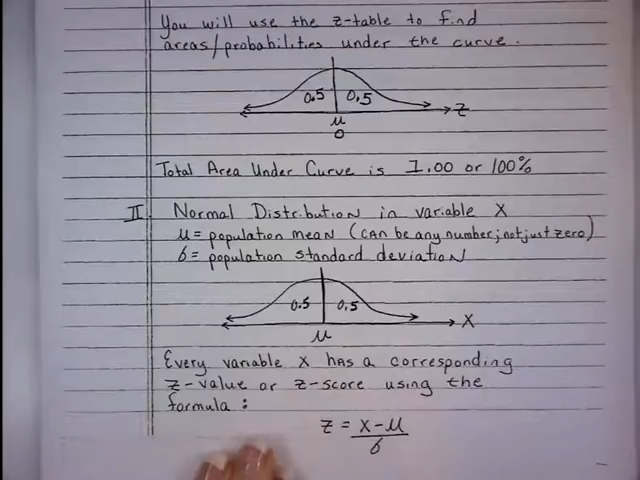 You will use the z-table to find
areas/probabilities under the curve.
0.5 0.5
z
μ
0
Total Area Under Curve is 1.00 or 100%
II. Normal Distribution in variable X
μ = population mean (can be any number; not just zero)
σ = population standard deviation
0.5 0.5
X
μ
Every variable X has a corresponding
z-value or z-score using the
formula:
z = X-μ
σ